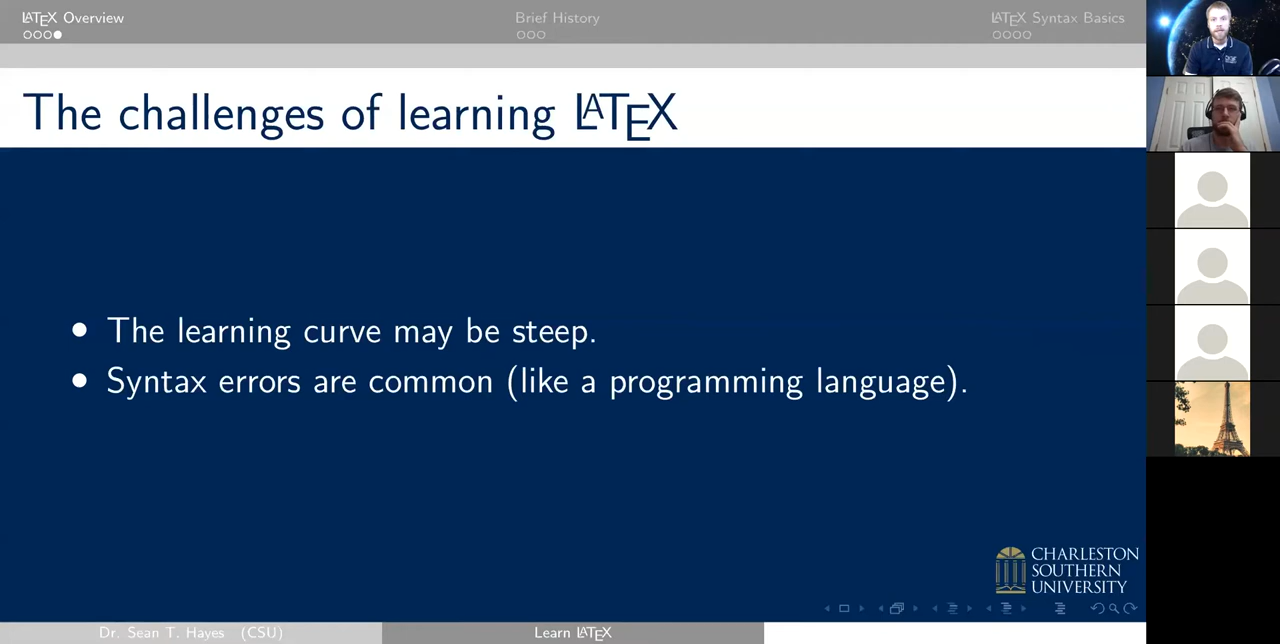 LATEX Overview
Brief History
LATEX Syntax Basics
The challenges of learning LATEX
• The learning curve may be steep.
• Syntax errors are common (like a programming language).
CHARLESTON
SOUTHERN
UNIVERSITY
Dr. Sean T. Hayes (CSU)
Learn LATEX